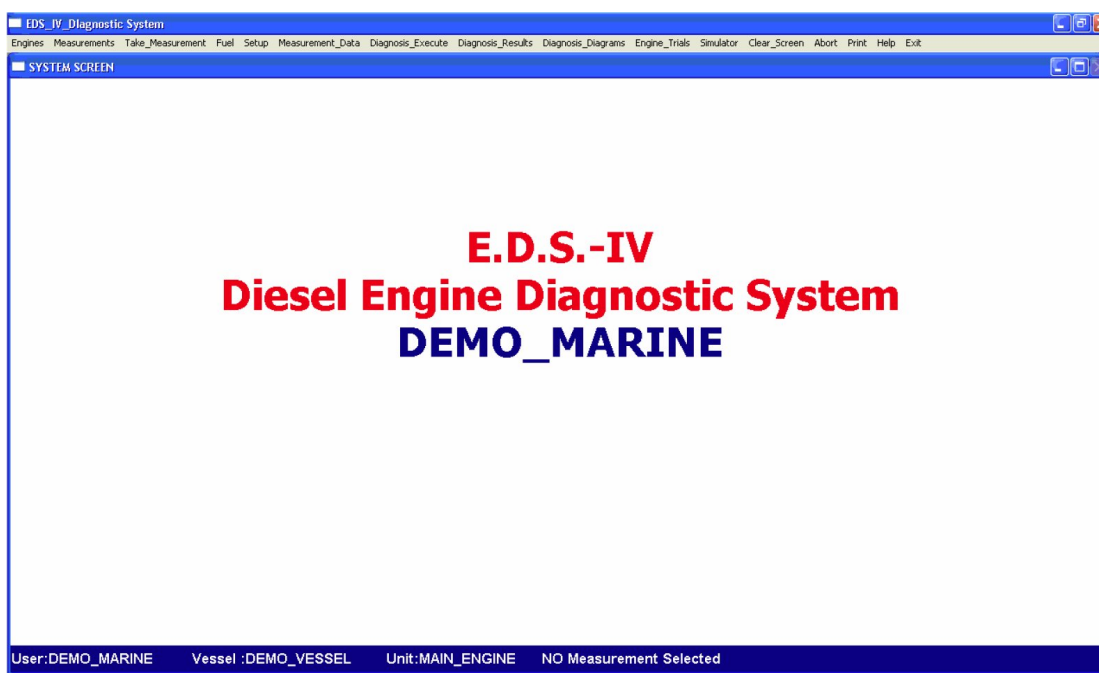 EDS_IV_DIagnostic System
Engines Measurements Take_Measurement Fuel Setup Measurement_Data Diagnosis_Execute Diagnosis_Results Diagnosis_Diagrams Engine_Trials Simulator Clear_Screen Abort Print Help Exit
SYSTEM SCREEN
E.D.S.-IV
Diesel Engine Diagnostic System
DEMO_MARINE
User:DEMO_MARINE Vessel :DEMO_VESSEL Unit:MAIN_ENGINE NO Measurement Selected